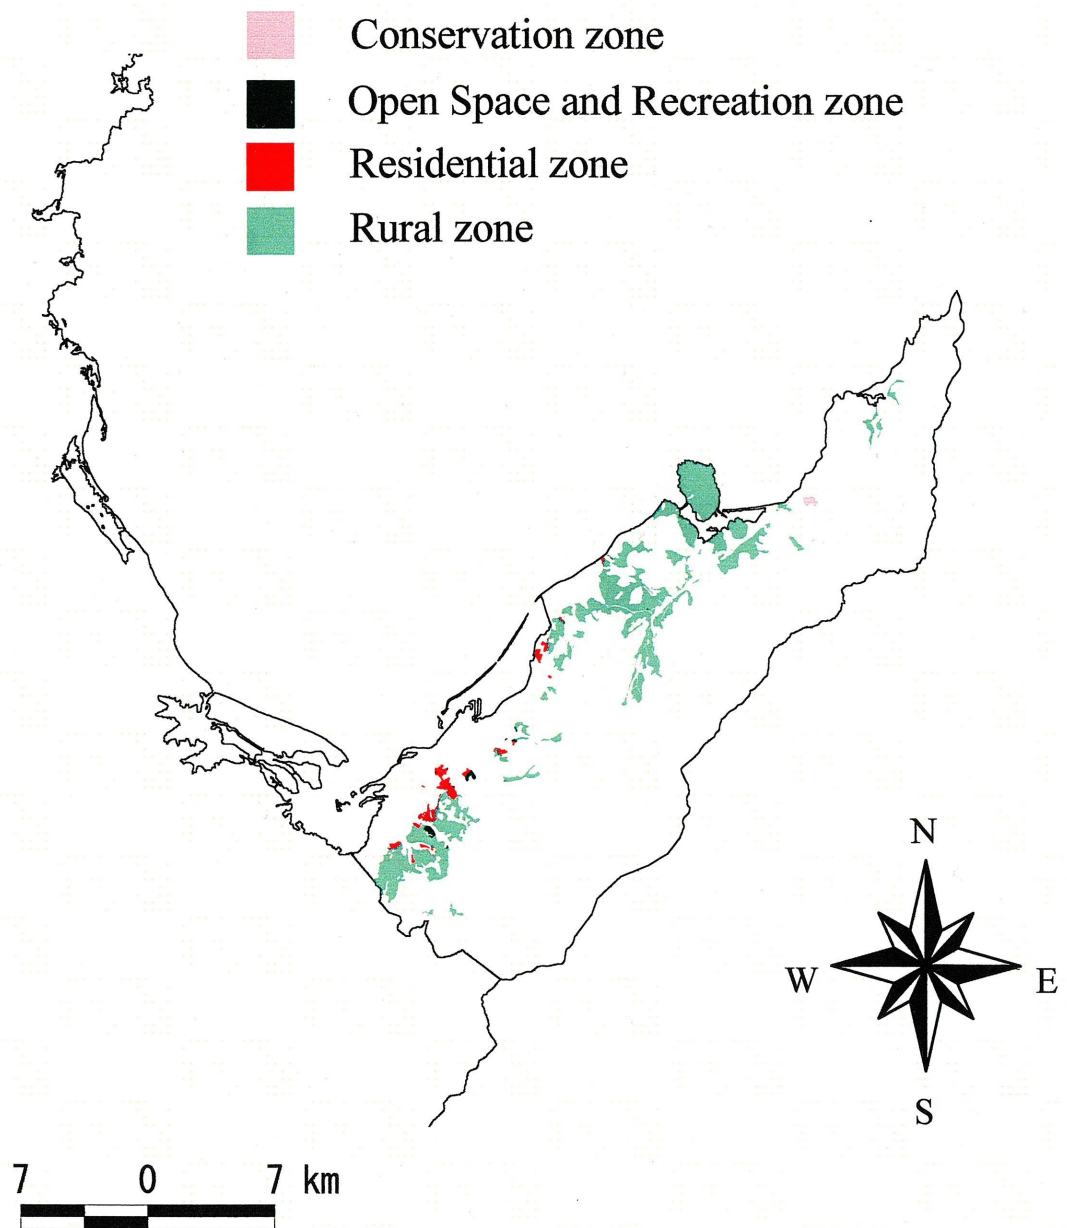 Conservation zone
Open Space and Recreation zone
Residential zone
Rural zone
N
W
E
S
7 0 7 km